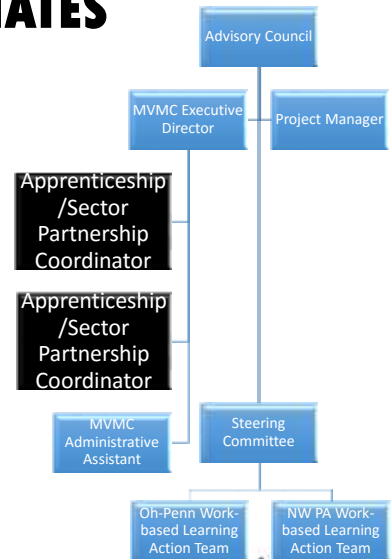 Advisory Council
MVMC Executive
Director
Project Manager
Apprenticeship
/Sector
Partnership
Coordinator
Apprenticeship
/Sector
Partnership
Coordinator
MVMC
Administrative
Assistant
Steering
Committee
Oh-Penn Work-
based Learning
Action Team
NW PA Work-
based Learning
Action Team